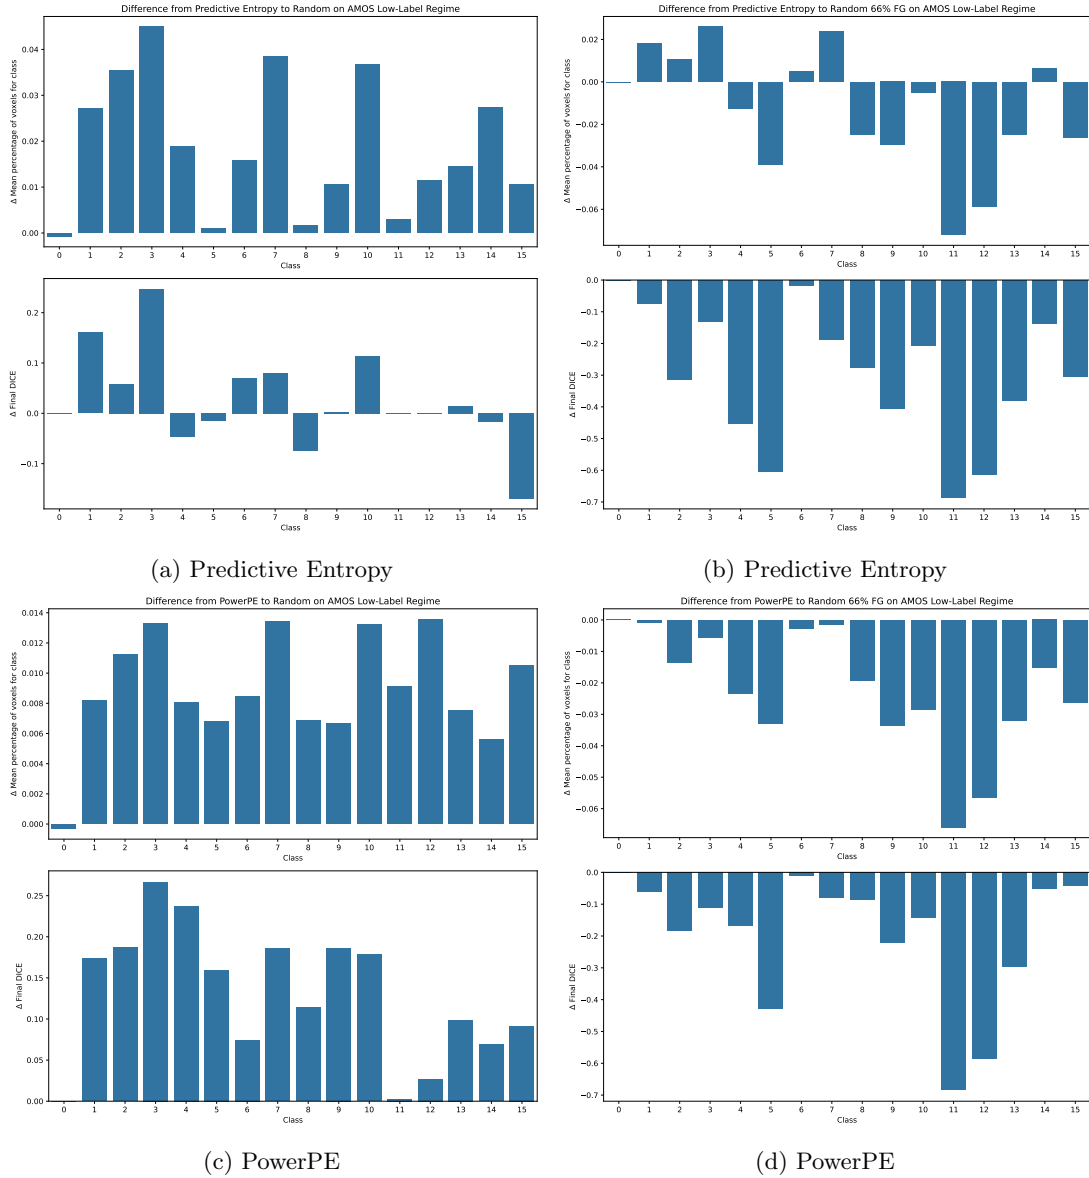 Difference from Predictive Entropy to Random on AMOS Low-Label Regime
Δ Mean percentage of voxels for class
0.04
0.03
0.02
0.01
0.00
0 1 2 3 4 5 6 7 8 9 10 11 12 13 14 15
Class
Δ Final DICE
0.2
0.1
0.0
−0.1
0 1 2 3 4 5 6 7 8 9 10 11 12 13 14 15
Class
(a) Predictive Entropy
Difference from Predictive Entropy to Random 66% FG on AMOS Low-Label Regime
Δ Mean percentage of voxels for class
0.02
0.00
−0.02
−0.04
−0.06
0 1 2 3 4 5 6 7 8 9 10 11 12 13 14 15
Class
Δ Final DICE
0.0
−0.1
−0.2
−0.3
−0.4
−0.5
−0.6
−0.7
0 1 2 3 4 5 6 7 8 9 10 11 12 13 14 15
Class
(b) Predictive Entropy
Difference from PowerPE to Random on AMOS Low-Label Regime
Δ Mean percentage of voxels for class
0.014
0.012
0.010
0.008
0.006
0.004
0.002
0.000
0 1 2 3 4 5 6 7 8 9 10 11 12 13 14 15
Class
Δ Final DICE
0.25
0.20
0.15
0.10
0.05
0.00
0 1 2 3 4 5 6 7 8 9 10 11 12 13 14 15
Class
(c) PowerPE
Difference from PowerPE to Random 66% FG on AMOS Low-Label Regime
Δ Mean percentage of voxels for class
0.00
−0.01
−0.02
−0.03
−0.04
−0.05
−0.06
0 1 2 3 4 5 6 7 8 9 10 11 12 13 14 15
Class
Δ Final DICE
0.0
−0.1
−0.2
−0.3
−0.4
−0.5
−0.6
−0.7
0 1 2 3 4 5 6 7 8 9 10 11 12 13 14 15
Class
(d) PowerPE